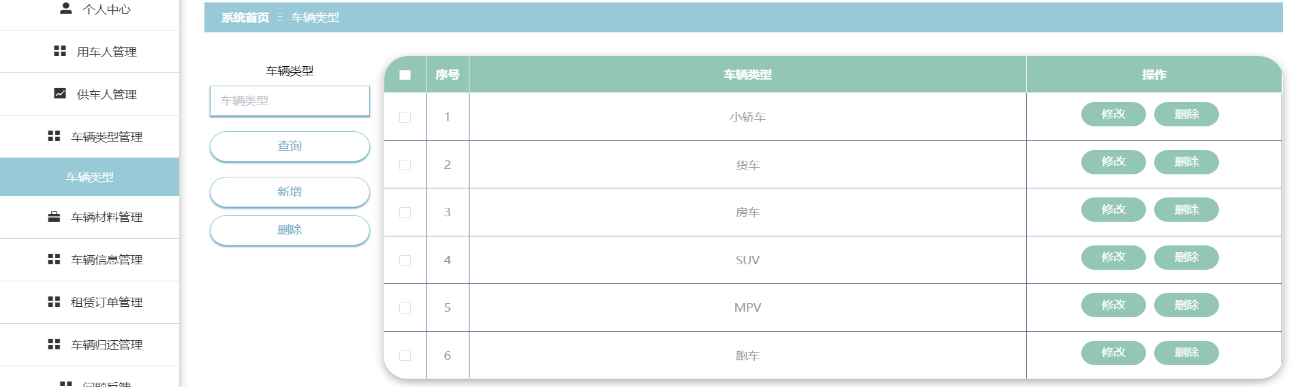 个人中心
用车人管理
供车人管理
车辆类型管理
车辆类型
车辆材料管理
车辆信息管理
租赁订单管理
车辆归还管理
问题反馈
系统首页 车辆类型
车辆类型
车辆类型
查询
新增
删除
序号 车辆类型 操作
1 小轿车 修改 删除
2 货车 修改 删除
3 房车 修改 删除
4 SUV 修改 删除
5 MPV 修改 删除
6 跑车 修改 删除